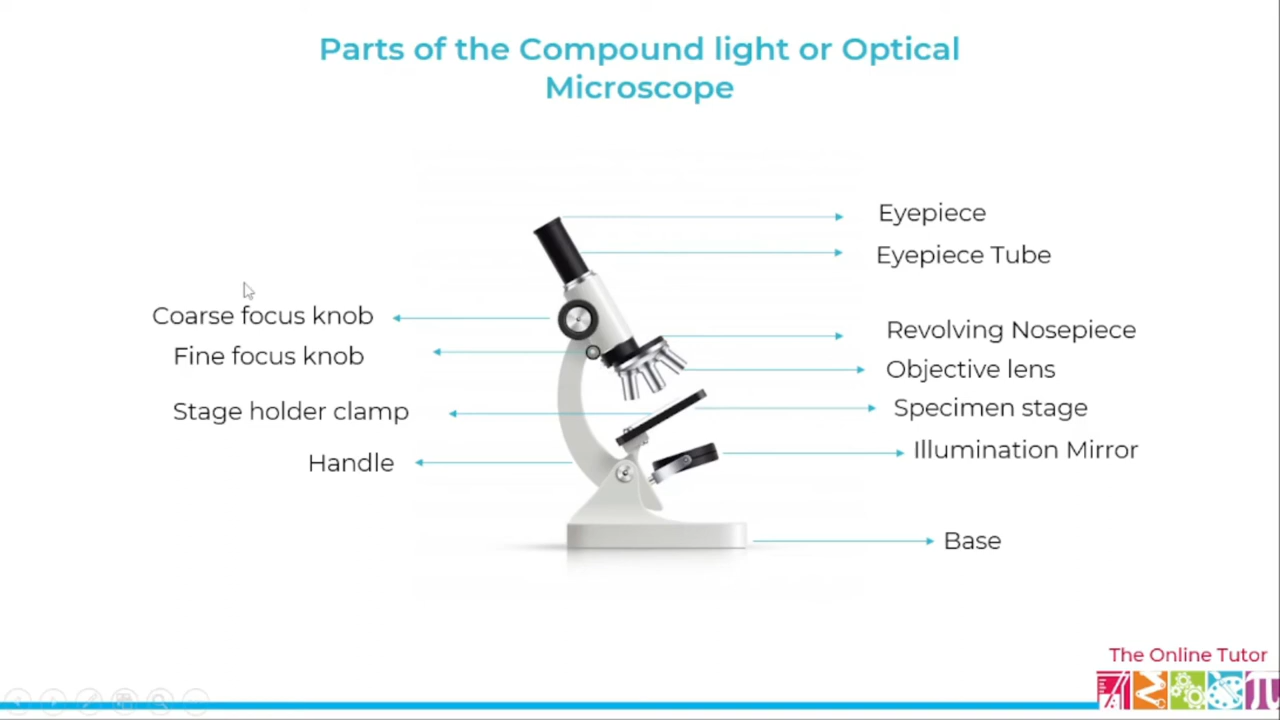 Parts of the Compound light or Optical
Microscope
Eyepiece
Eyepiece Tube
Coarse focus knob
Revolving Nosepiece
Fine focus knob
Objective lens
Stage holder clamp
Specimen stage
Handle
Illumination Mirror
Base
The Online Tutor